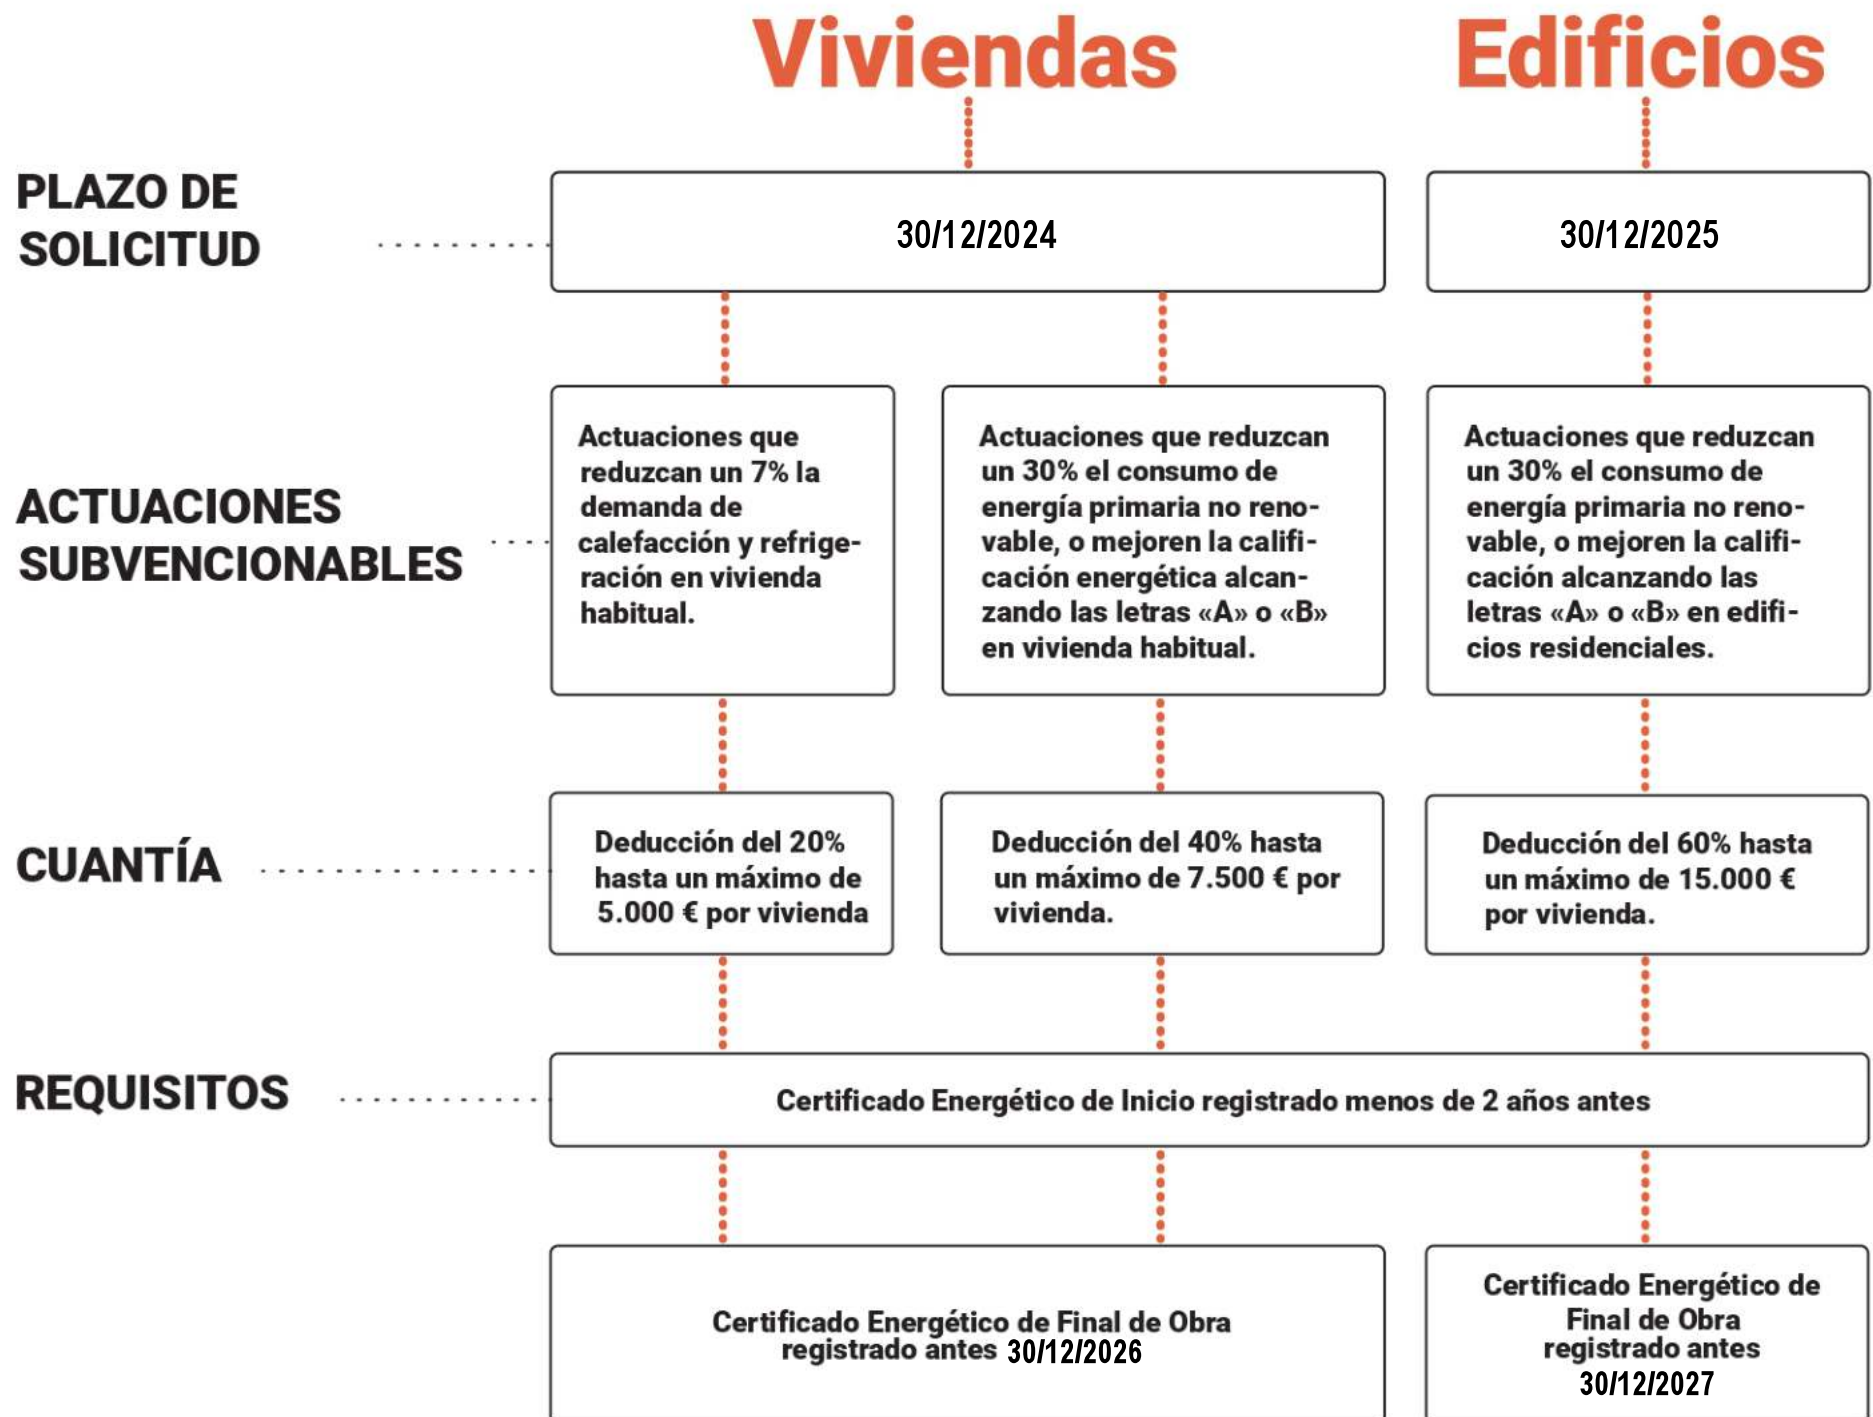 Viviendas
Edificios
PLAZO DE
SOLICITUD
30/12/2024
30/12/2025
ACTUACIONES
SUBVENCIONABLES
Actuaciones que
reduzcan un 7% la
demanda de
calefacción y refrige-
ración en vivienda
habitual.
Actuaciones que reduzcan
un 30% el consumo de
energía primaria no reno-
vable, o mejoren la califi-
cación energética alcan-
zando las letras «A» o «B»
en vivienda habitual.
Actuaciones que reduzcan
un 30% el consumo de
energía primaria no reno-
vable, o mejoren la califi-
cación alcanzando las
letras «A» o «B» en edifi-
cios residenciales.
CUANTÍA
Deducción del 20%
hasta un máximo de
5.000 € por vivienda
Deducción del 40% hasta
un máximo de 7.500 € por
vivienda.
Deducción del 60% hasta
un máximo de 15.000 €
por vivienda.
REQUISITOS
Certificado Energético de Inicio registrado menos de 2 años antes
Certificado Energético de Final de Obra
registrado antes 30/12/2026
Certificado Energético de
Final de Obra
registrado antes
30/12/2027